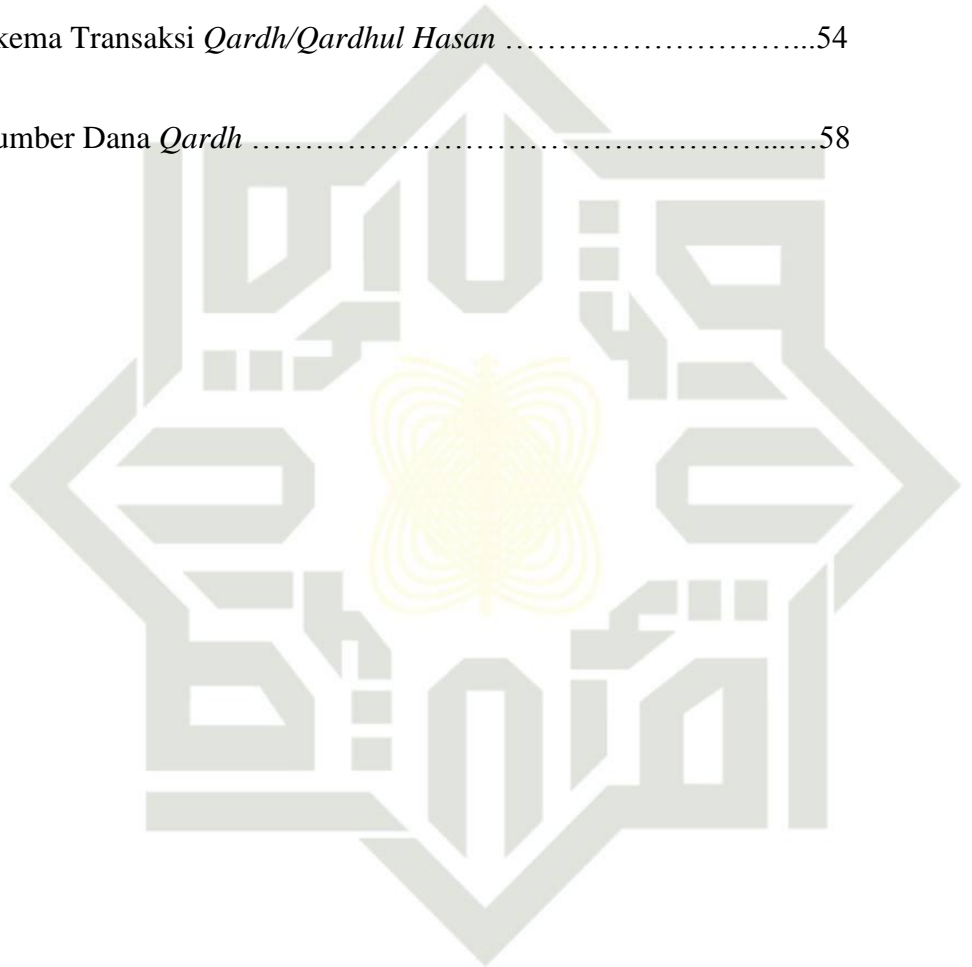 kema Transaksi Qardh/Qardhul Hasan ………………………...54
umber Dana Qardh …………………………………………...…58